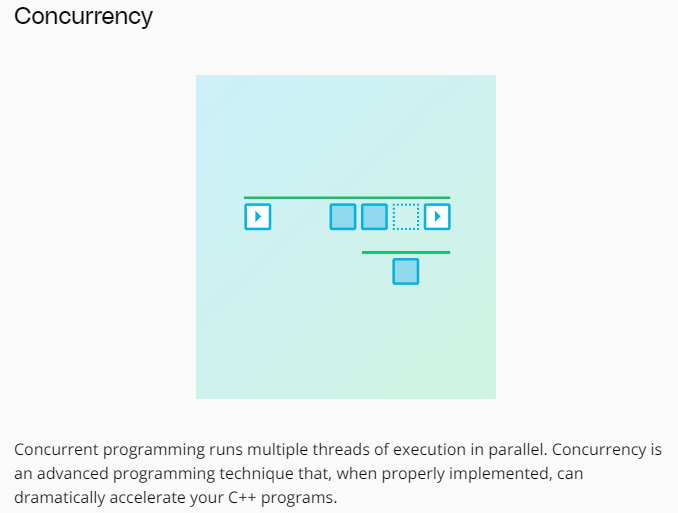 Concurrency
Concurrent programming runs multiple threads of execution in parallel. Concurrency is
an advanced programming technique that, when properly implemented, can
dramatically accelerate your C++ programs.